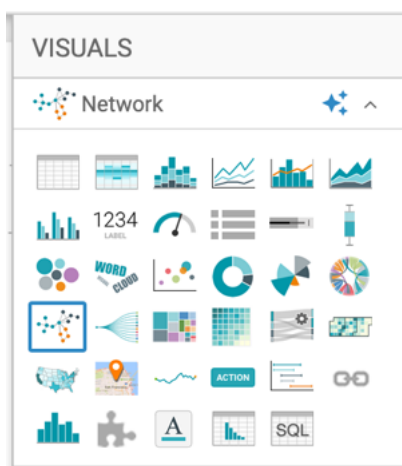 VISUALS
Network
1234
LABEL
WORD
CLOUD
ACTION
A
SQL